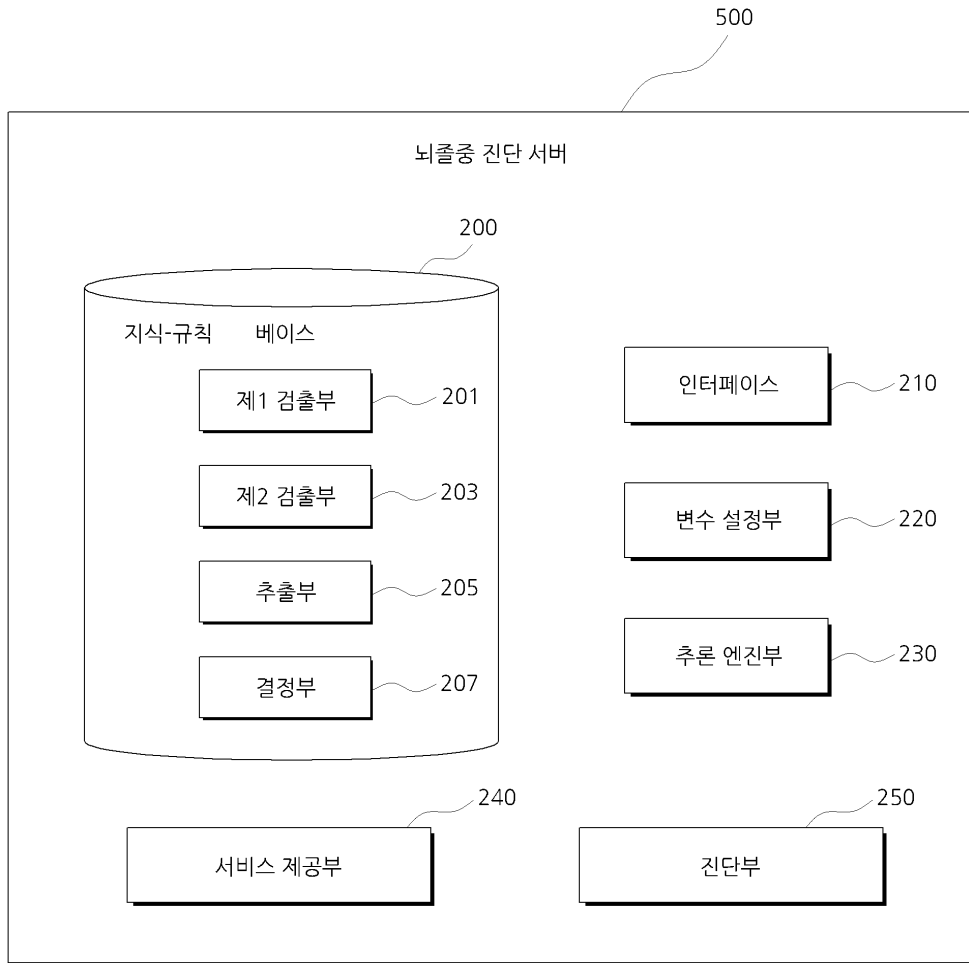 500
뇌졸중 진단 서버
200
지식-규칙 베이스
제1 검출부
201
제2 검출부
203
추출부
205
결정부
207
인터페이스
210
변수 설정부
220
추론 엔진부
230
240
서비스 제공부
250
진단부